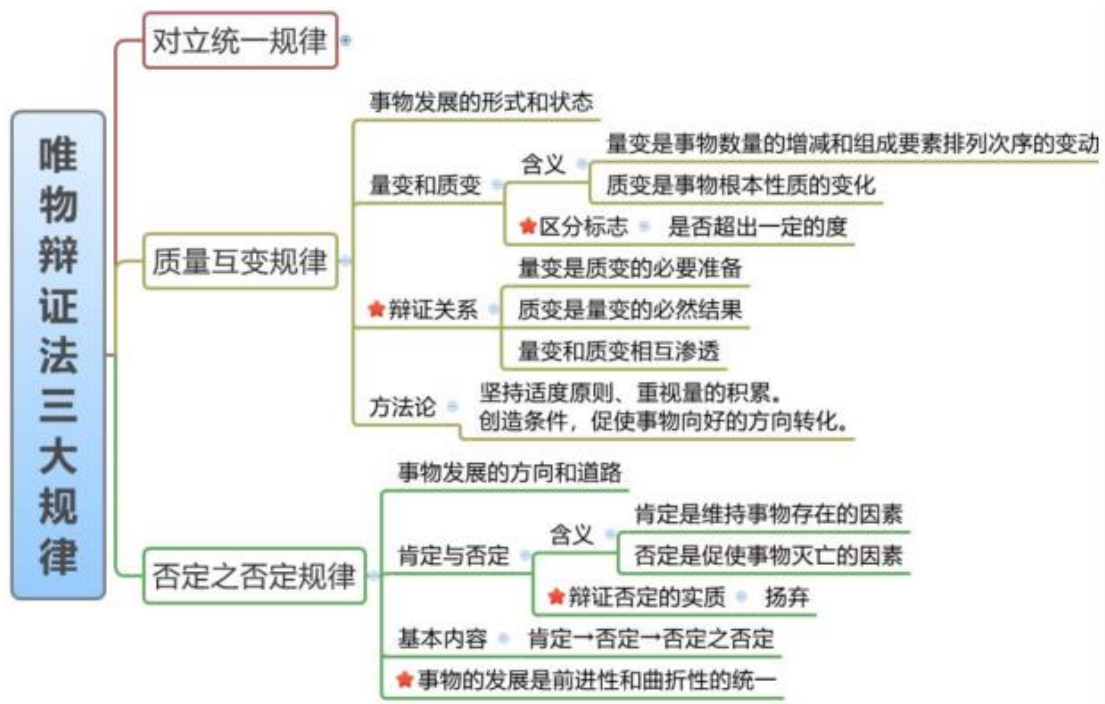 唯物辩证法三大规律
对立统一规律
质量互变规律
事物发展的形式和状态
量变和质变
含义
量变是事物数量的增减和组成要素排列次序的变动
质变是事物根本性质的变化
区分标志
是否超出一定的度
辩证关系
量变是质变的必要准备
质变是量变的必然结果
量变和质变相互渗透
方法论
坚持适度原则、重视量的积累。
创造条件，促使事物向好的方向转化。
否定之否定规律
事物发展的方向和道路
肯定与否定
含义
肯定是维持事物存在的因素
否定是促使事物灭亡的因素
辩证否定的实质
扬弃
基本内容
肯定→否定→否定之否定
事物的发展是前进性和曲折性的统一